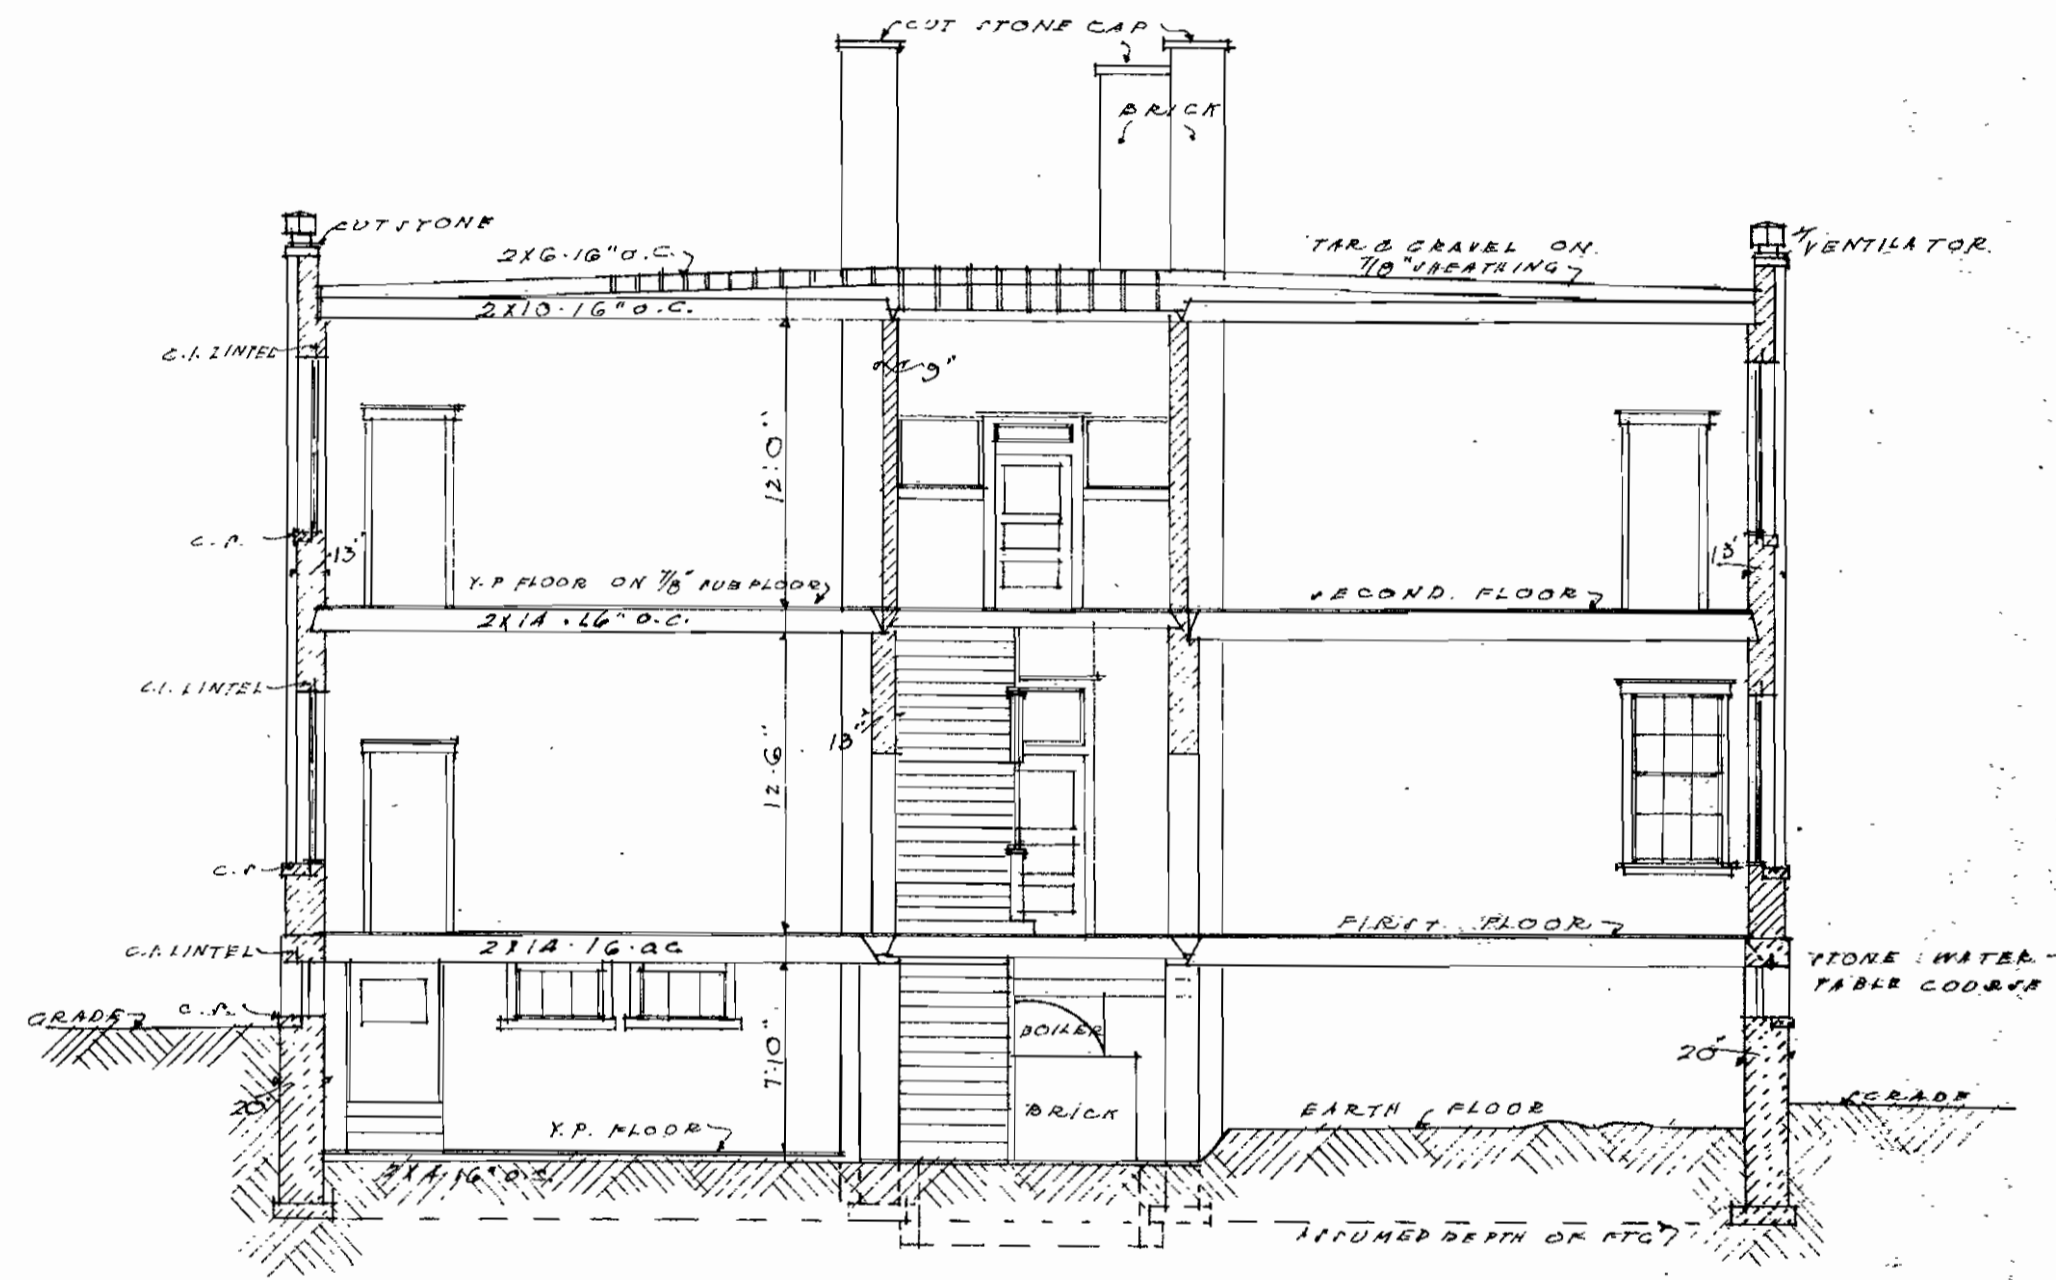 CUT STONE CAP
BRICK
CUT STONE
2X6-16"O.C.
TAR & GRAVEL ON
7/8" SHEATHING
VENTILATOR.
2X10-16"O.C.
C.I. LINTEL
9"
12'-0"
C.S.
13"
13"
Y.P FLOOR ON 7/8" SUBFLOOR
SECOND. FLOOR
2X14.16"O.C.
C.I. LINTEL
13"
12-6"
C.S
FIRST. FLOOR
C.I. LINTEL
2X14-16-OC
STONE WATER-
TABLE COURSE
GRADE
C.S.
BOILER
20"
7'-10"
20"
BRICK
EARTH FLOOR
GRADE
Y.P. FLOOR
2X4-16"O.C.
ASSUMED DEPTH OF FTG